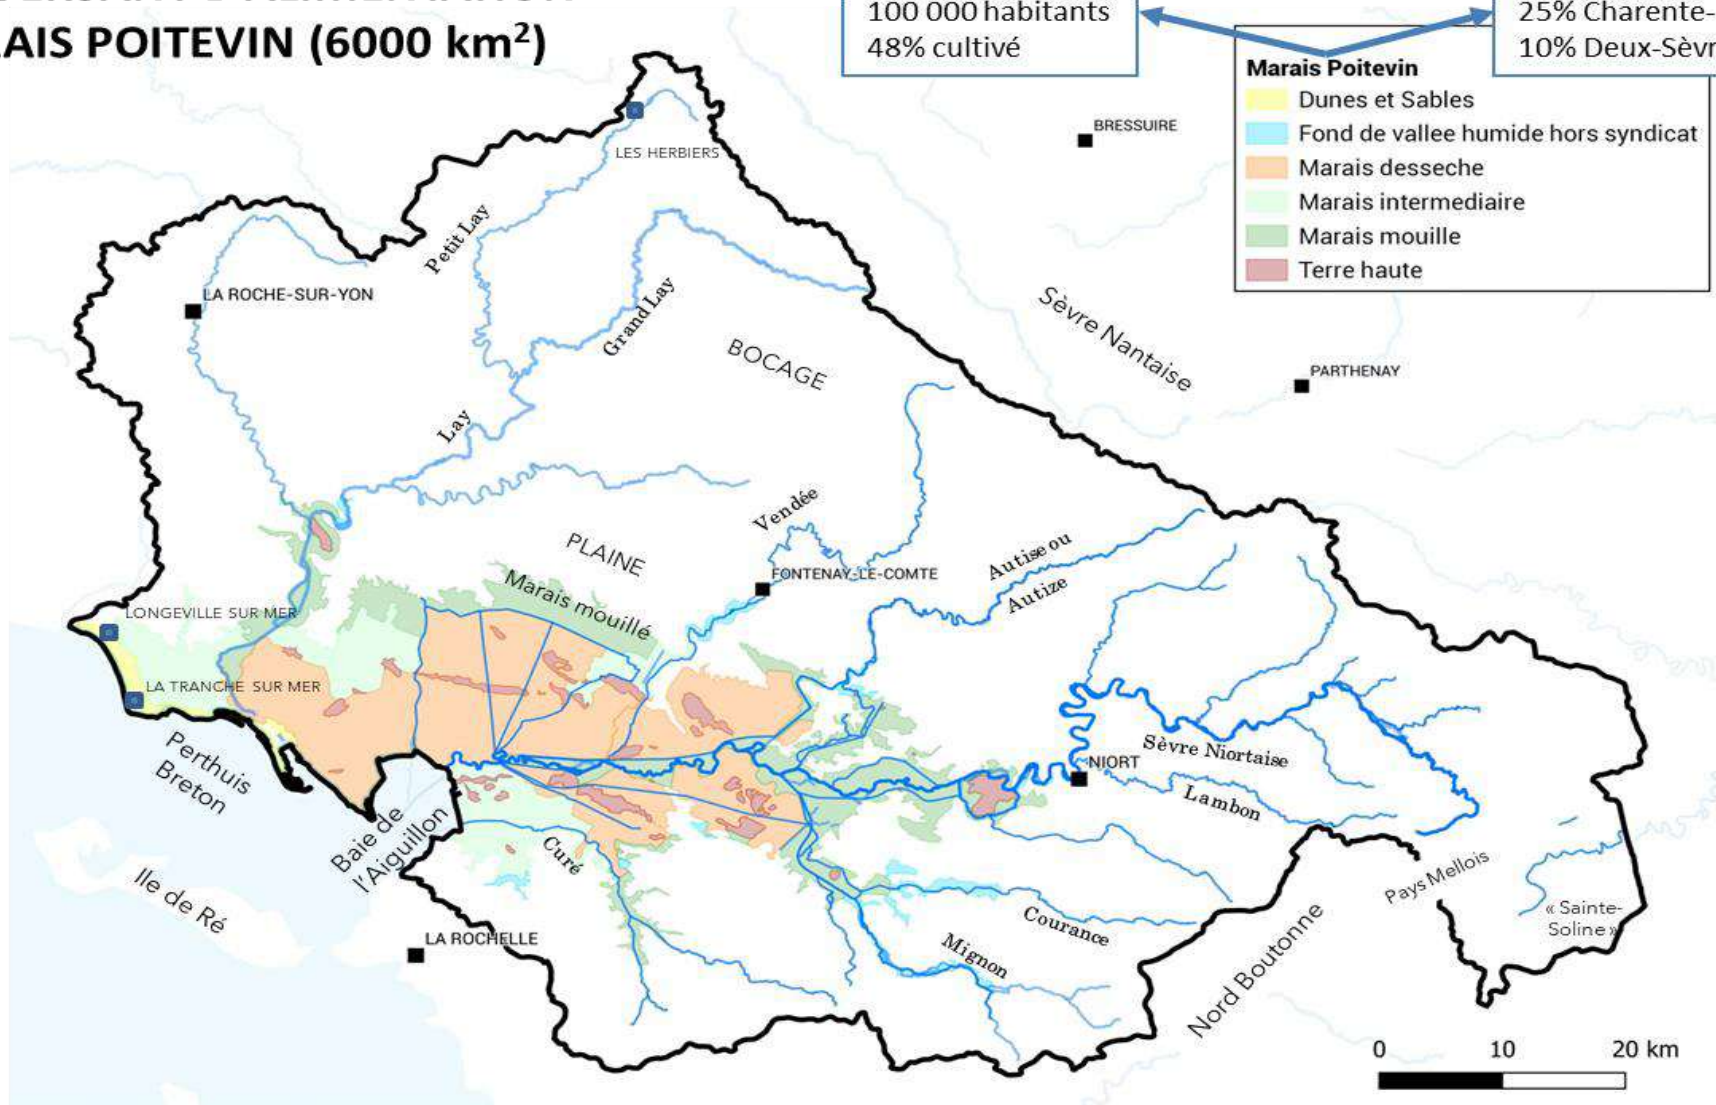 LAIS POITEVIN (6000 km²)
100 000 habitants
48% cultivé
25% Charente-
10% Deux-Sèvr
Marais Poitevin
Dunes et Sables
Fond de vallee humide hors syndicat
Marais desseche
Marais intermediaire
Marais mouille
Terre haute
BRESSUIRE
LES HERBIERS
Petit Lay
LA ROCHE-SUR-YON
Grand Lay
Sèvre Nantaise
BOCAGE
PARTHENAY
Lay
Vendée
PLAINE
Autise ou
Autize
FONTENAY-LE-COMTE
Marais mouillé
LONGEVILLE SUR MER
LA TRANCHE SUR MER
Perthuis
Breton
Sèvre Niortaise
NIORT
Lambon
Baie de
l'Aiguillon
Curé
Ile de Ré
Pays Mellois
« Sainte-
Soline »
Courance
Mignon
LA ROCHELLE
Nord Boutonne
0 10 20 km